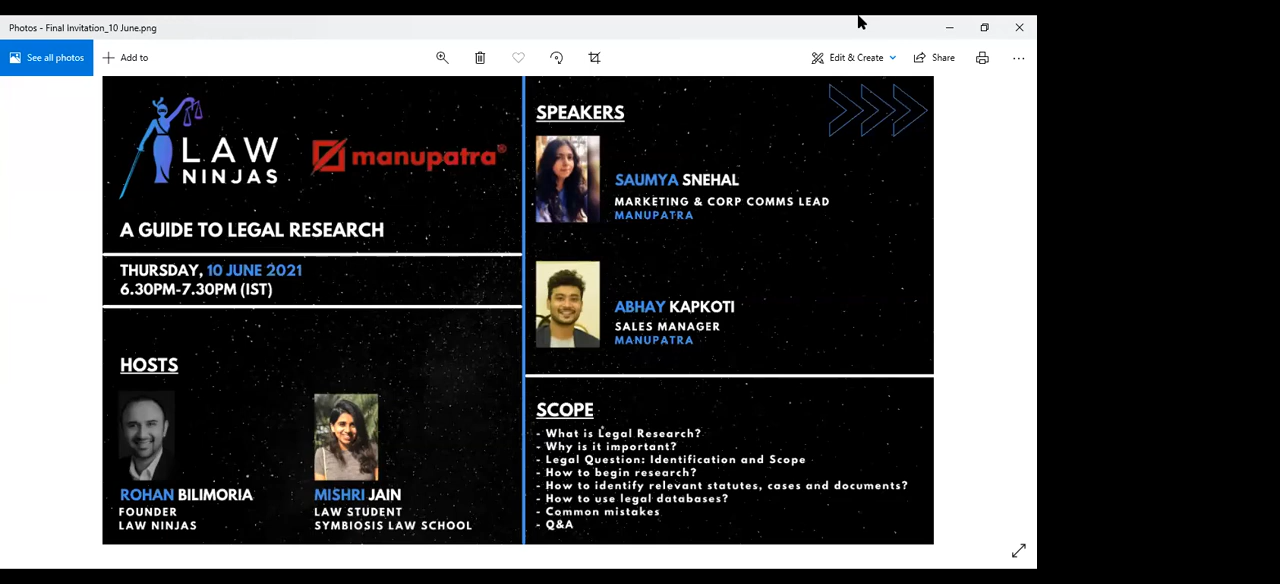 Photos - Final Invitation_10 June.png
See all photos
Add to
Edit & Create
Share
LAW
NINJAS
manupatra®
A GUIDE TO LEGAL RESEARCH
THURSDAY, 10 JUNE 2021
6.30PM-7.30PM (IST)
HOSTS
ROHAN BILIMORIA
FOUNDER
LAW NINJAS
MISHRI JAIN
LAW STUDENT
SYMBIOSIS LAW SCHOOL
SPEAKERS
SAUMYA SNEHAL
MARKETING & CORP COMMS LEAD
MANUPATRA
ABHAY KAPKOTI
SALES MANAGER
MANUPATRA
SCOPE
- What is Legal Research?
- Why is it important?
- Legal Question: Identification and Scope
- How to begin research?
- How to identify relevant statutes, cases and documents?
- How to use legal databases?
- Common mistakes
- Q&A